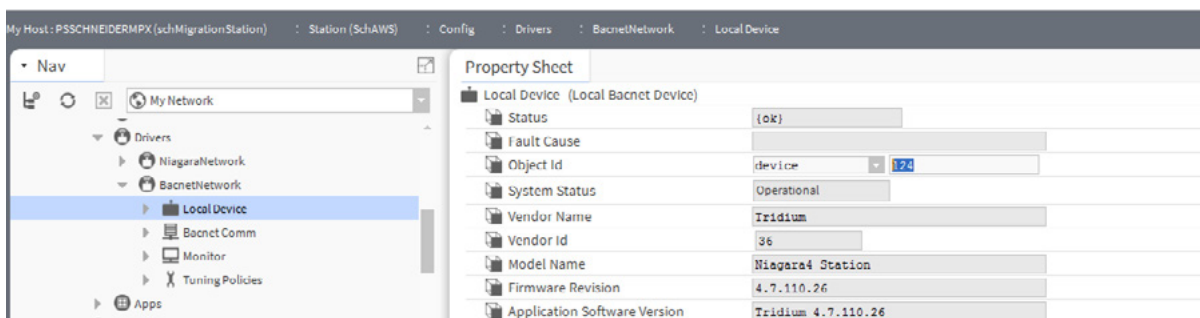 My Host : PSSCHNEIDERMPX (schMigrationStation) : Station (SchAWS) : Config : Drivers : BacnetNetwork : Local Device
Nav
My Network
Drivers
NiagaraNetwork
BacnetNetwork
Local Device
Bacnet Comm
Monitor
Tuning Policies
Apps
Property Sheet
Local Device (Local Bacnet Device)
Status {ok}
Fault Cause
Object Id device 124
System Status Operational
Vendor Name Tridium
Vendor Id 36
Model Name Niagara4 Station
Firmware Revision 4.7.110.26
Application Software Version Tridium 4.7.110.26